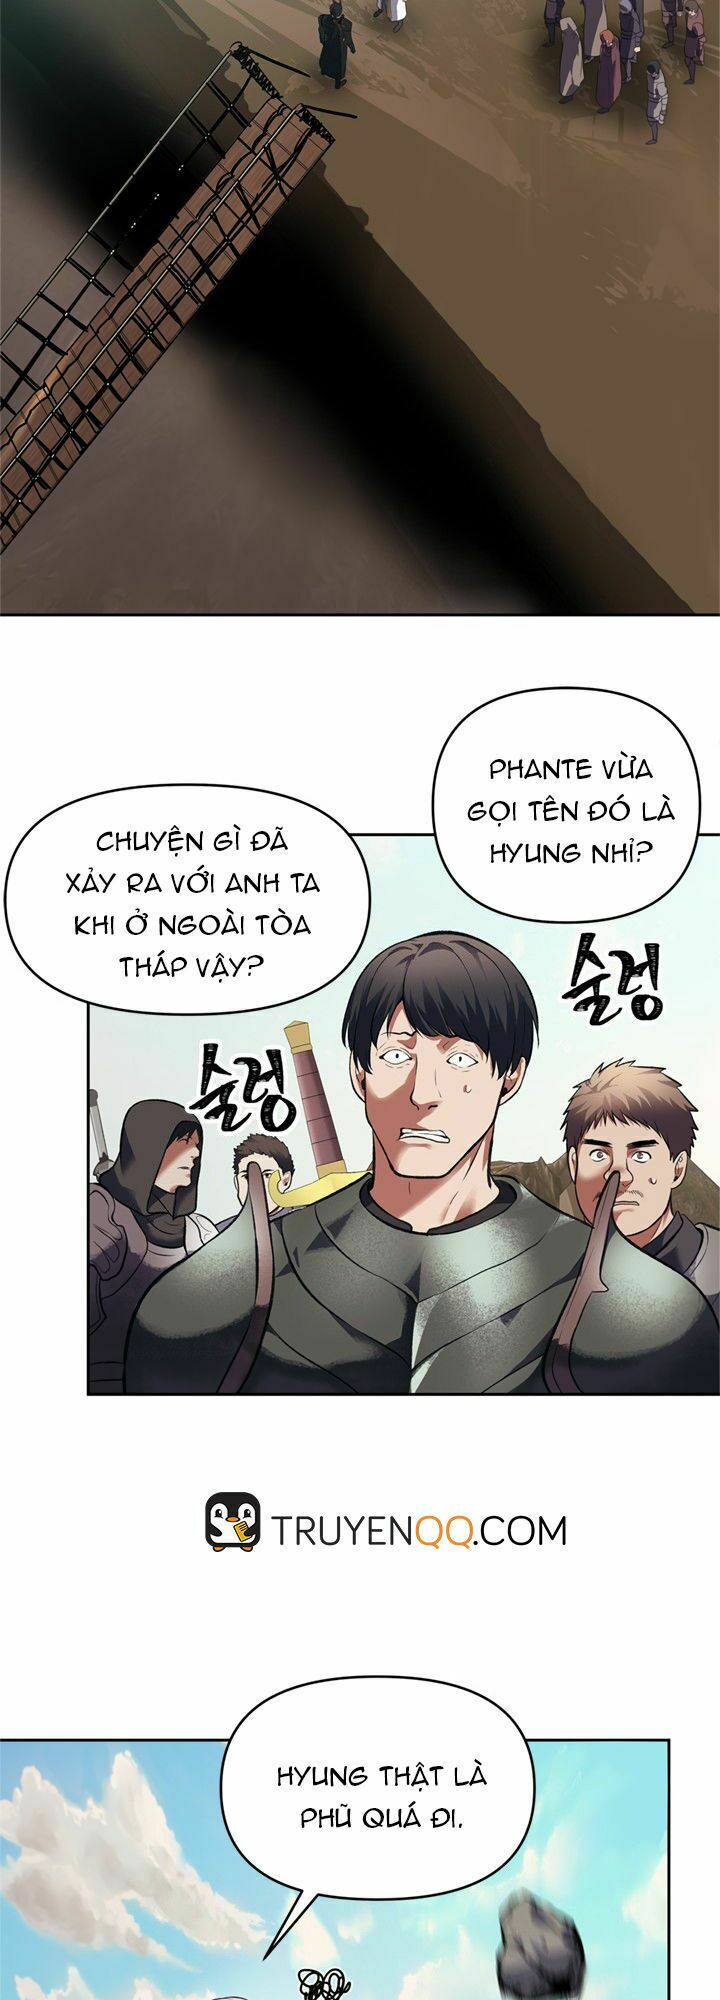 PHANTE VỪA
GỌI TÊN ĐÓ LÀ
HYUNG NHỈ?
CHUYỆN GÌ ĐÃ
XẢY RA VỚI ANH TA
KHI Ở NGOÀI TÒA
THÁP VẬY?
술렁
술렁
TRUYENQQ.COM
HYUNG THẬT LÀ
PHŨ QUÁ ĐI.